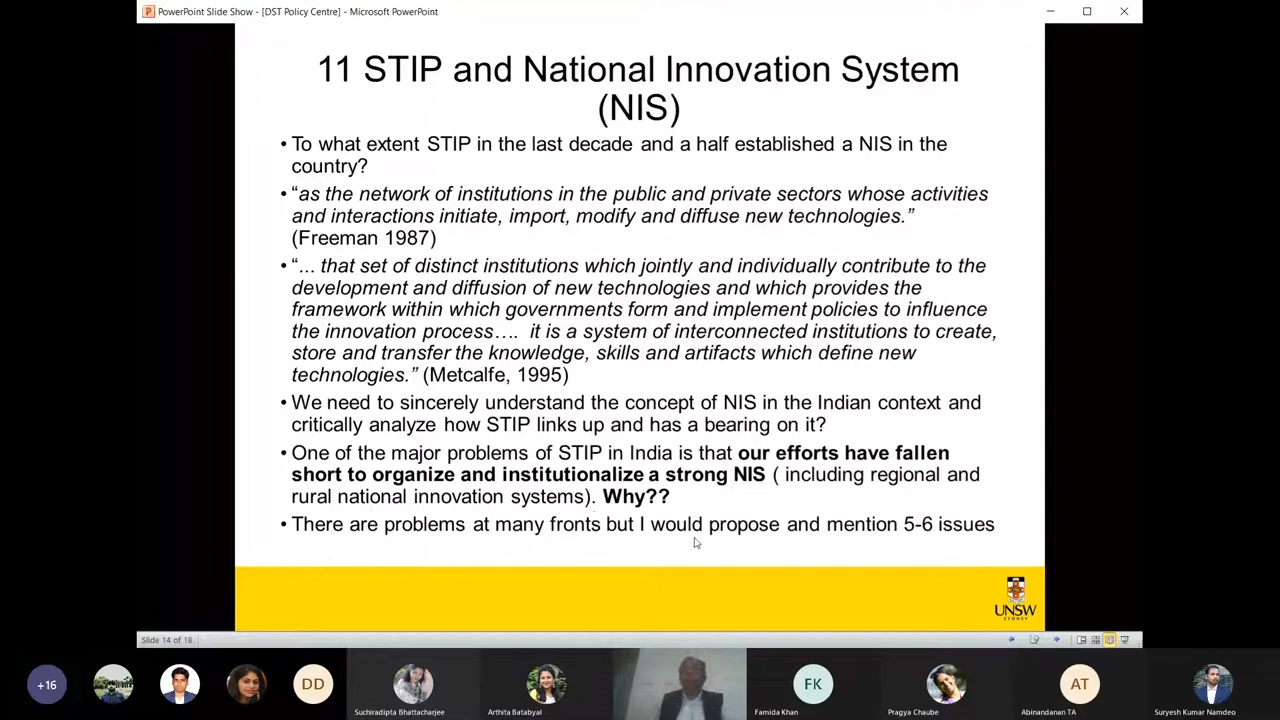 PowerPoint Slide Show - [DST Policy Centre] - Microsoft PowerPoint
11 STIP and National Innovation System
(NIS)
• To what extent STIP in the last decade and a half established a NIS in the
country?
• “as the network of institutions in the public and private sectors whose activities
and interactions initiate, import, modify and diffuse new technologies.”
(Freeman 1987)
• “... that set of distinct institutions which jointly and individually contribute to the
development and diffusion of new technologies and which provides the
framework within which governments form and implement policies to influence
the innovation process…. it is a system of interconnected institutions to create,
store and transfer the knowledge, skills and artifacts which define new
technologies.” (Metcalfe, 1995)
• We need to sincerely understand the concept of NIS in the Indian context and
critically analyze how STIP links up and has a bearing on it?
• One of the major problems of STIP in India is that our efforts have fallen
short to organize and institutionalize a strong NIS ( including regional and
rural national innovation systems). Why??
• There are problems at many fronts but I would propose and mention 5-6 issues
UNSW
SYDNEY
Slide 14 of 18
+16
DD
FK
AT
Suchiradipta Bhattacharjee
Arthita Batabyal
Famida Khan
Pragya Chaube
Abinandanan TA
Suryesh Kumar Namdeo